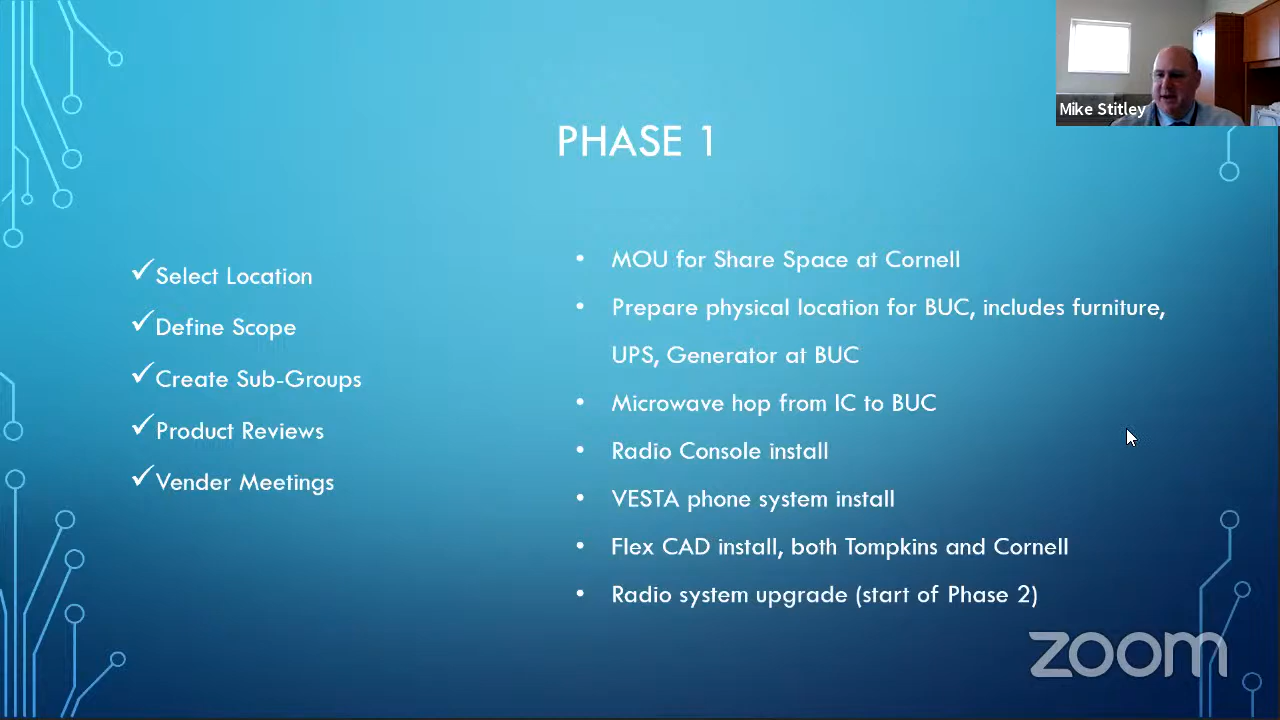 Mike Stitley
PHASE 1
Select Location
Define Scope
Create Sub-Groups
Product Reviews
Vender Meetings
• MOU for Share Space at Cornell
• Prepare physical location for BUC, includes furniture,
UPS, Generator at BUC
• Microwave hop from IC to BUC
• Radio Console install
• VESTA phone system install
• Flex CAD install, both Tompkins and Cornell
• Radio system upgrade (start of Phase 2)
zoom